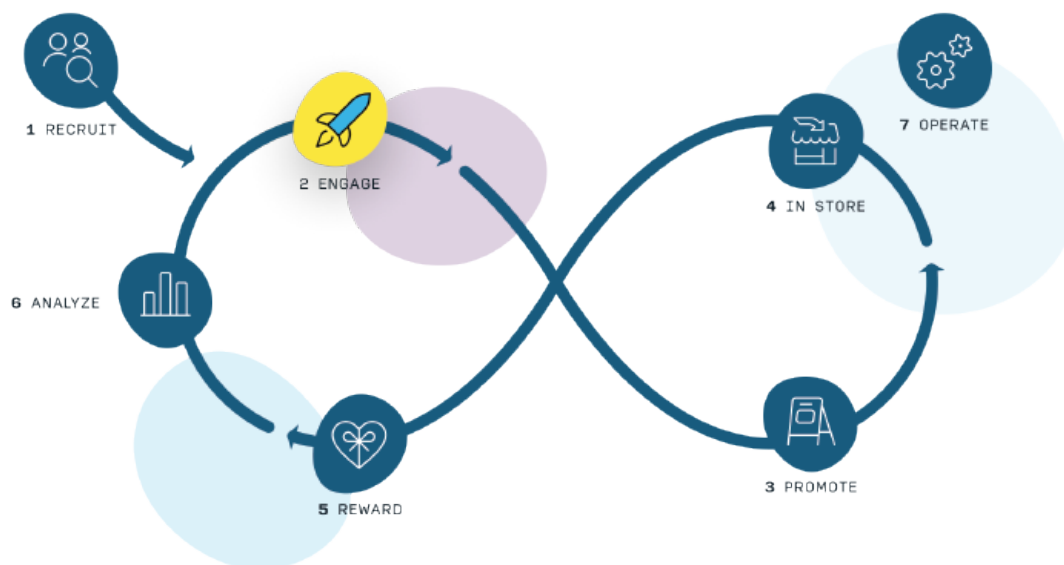 1 RECRUIT
2 ENGAGE
3 PROMOTE
4 IN STORE
5 REWARD
6 ANALYZE
7 OPERATE